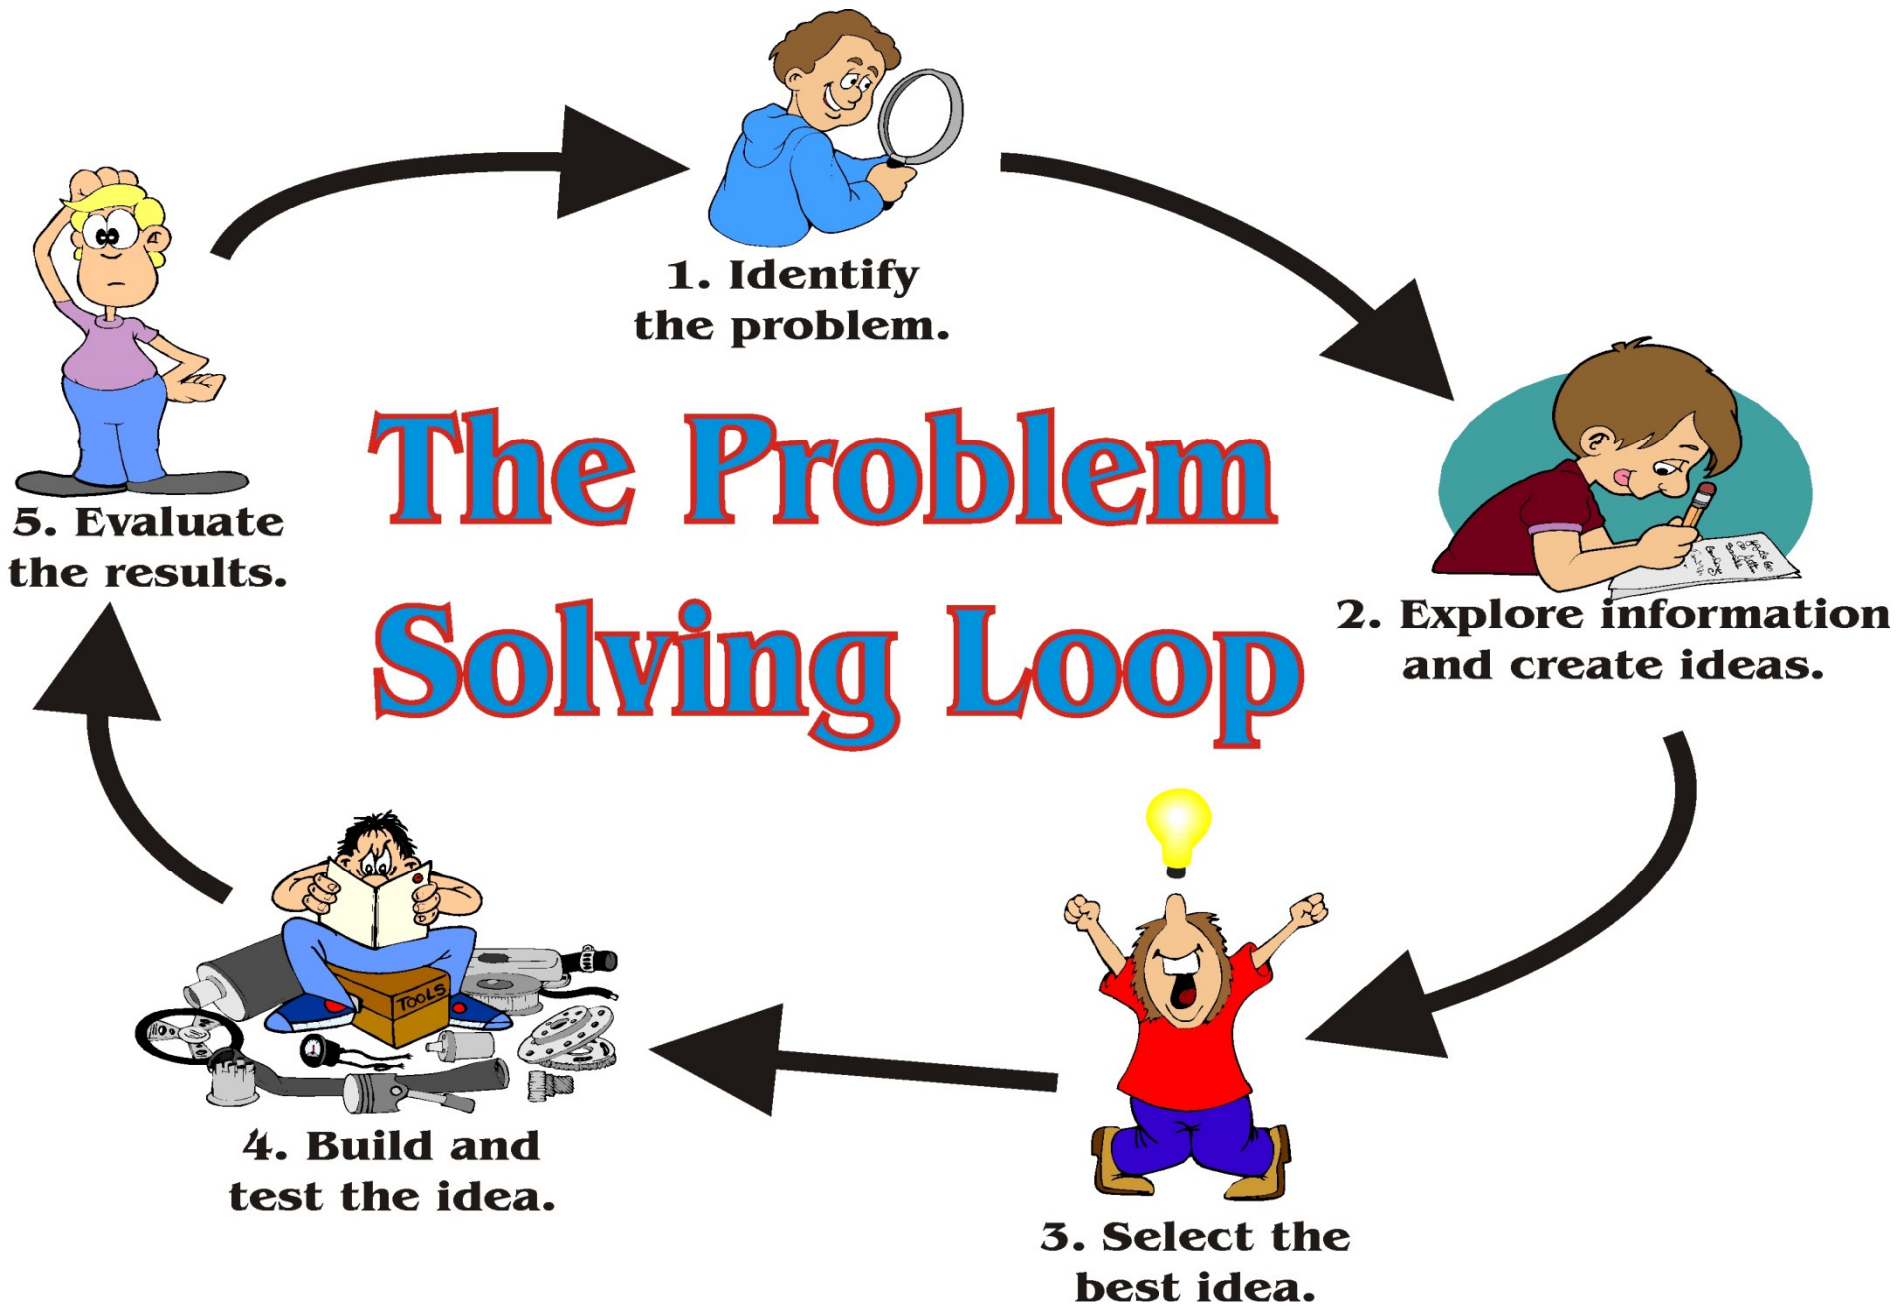 The Problem
Solving Loop
1. Identify
the problem.
2. Explore information
and create ideas.
3. Select the
best idea.
4. Build and
test the idea.
TOOLS
5. Evaluate
the results.